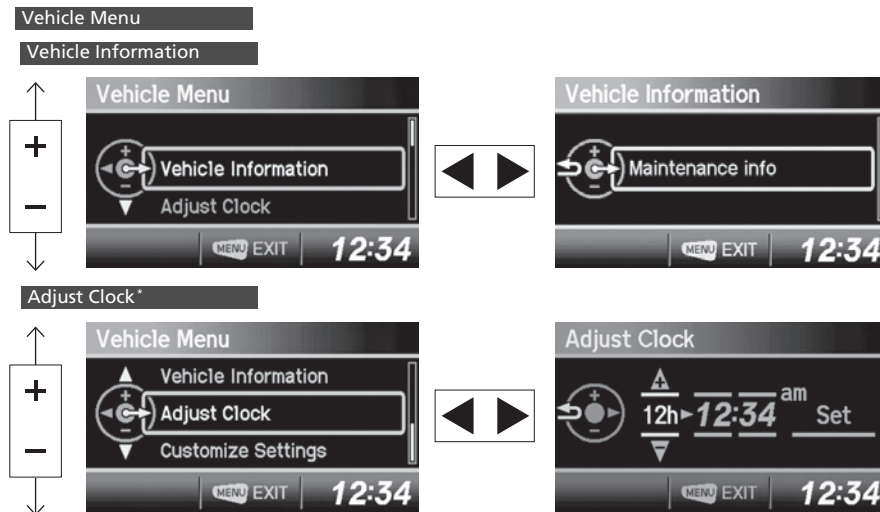 Vehicle Menu
Vehicle Information
+
−
Vehicle Menu
Vehicle Information
Adjust Clock
MENU EXIT 12:34
Vehicle Information
Maintenance info
MENU EXIT 12:34
Adjust Clock*
+
−
Vehicle Menu
Vehicle Information
Adjust Clock
Customize Settings
MENU EXIT 12:34
Adjust Clock
12h 12:34 am Set
MENU EXIT 12:34